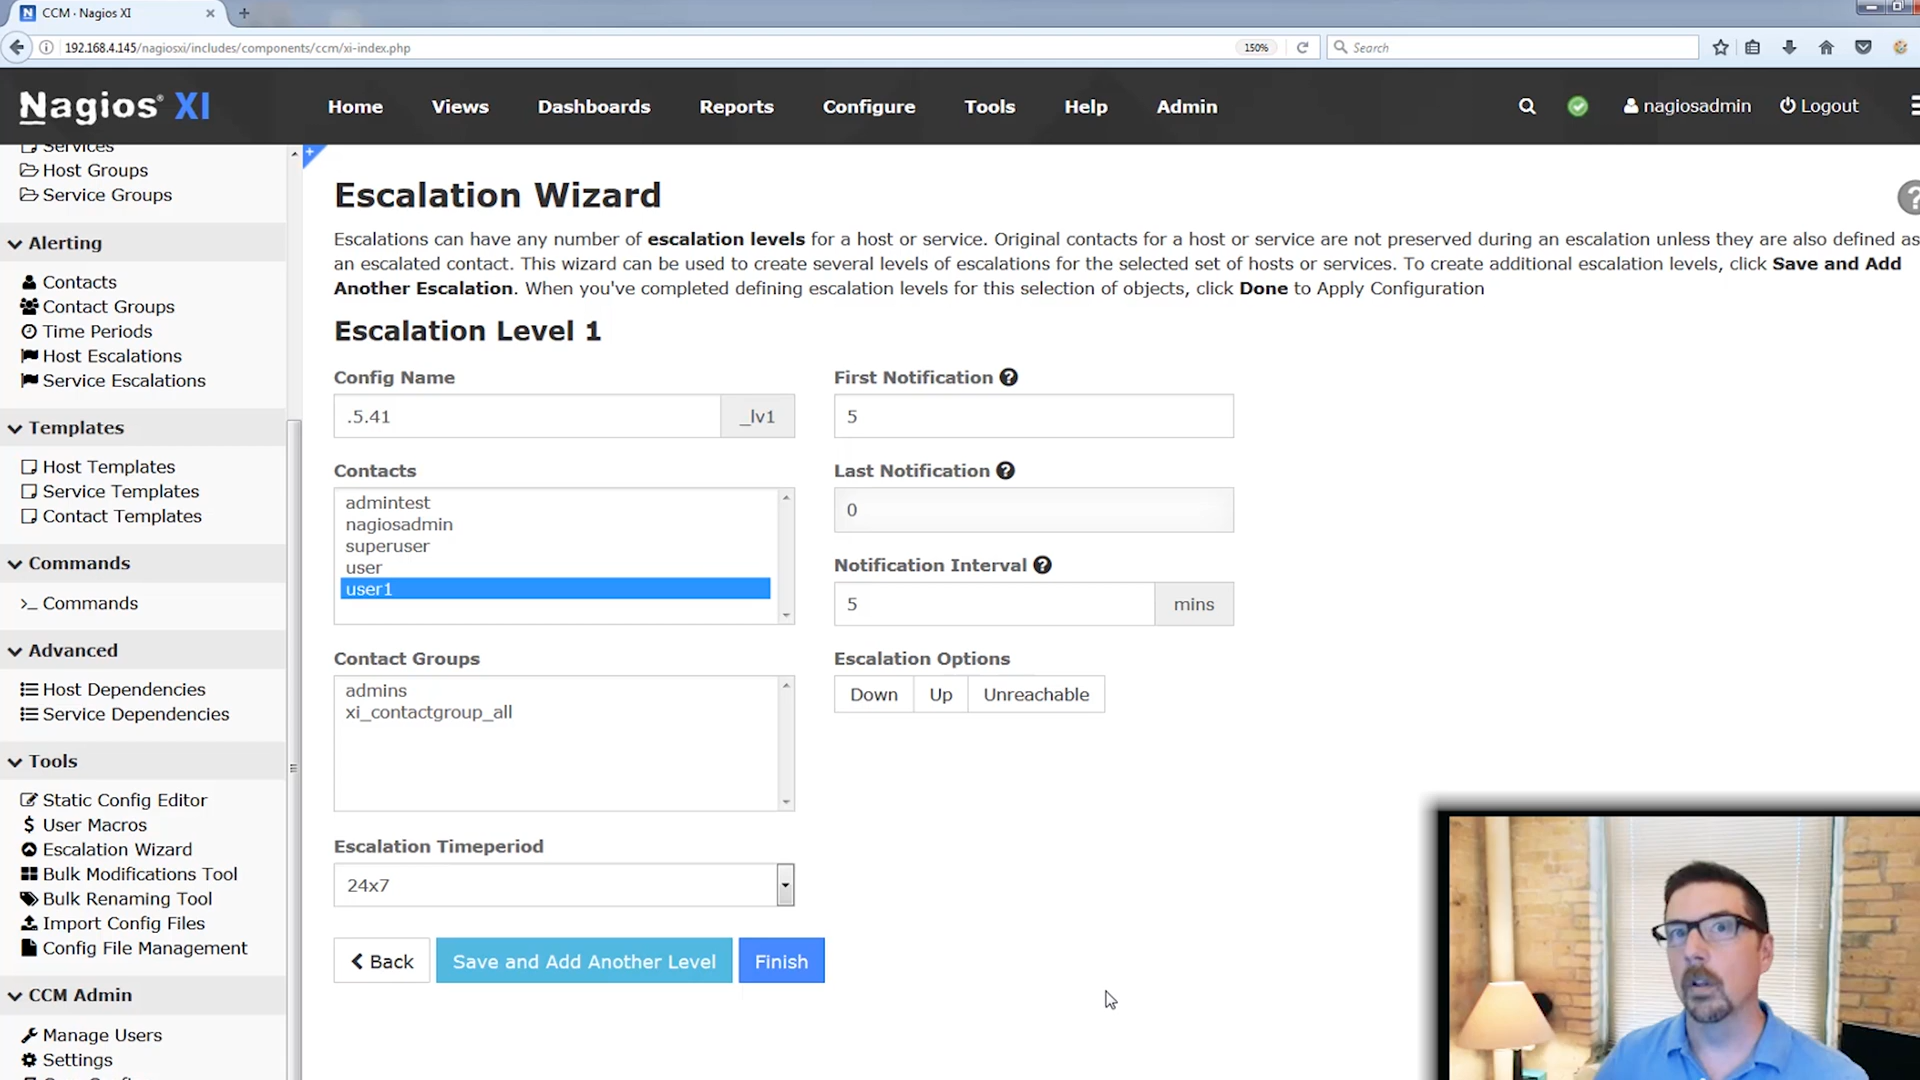 CCM · Nagios XI
192.168.4.145/nagiosxi/includes/components/ccm/xi-index.php
150%
Search
Nagios® XI
Home
Views
Dashboards
Reports
Configure
Tools
Help
Admin
nagiosadmin
Logout
Services
Host Groups
Service Groups
Alerting
Contacts
Contact Groups
Time Periods
Host Escalations
Service Escalations
Templates
Host Templates
Service Templates
Contact Templates
Commands
>_ Commands
Advanced
Host Dependencies
Service Dependencies
Tools
Static Config Editor
$ User Macros
Escalation Wizard
Bulk Modifications Tool
Bulk Renaming Tool
Import Config Files
Config File Management
CCM Admin
Manage Users
Settings
Escalation Wizard
Escalations can have any number of escalation levels for a host or service. Original contacts for a host or service are not preserved during an escalation unless they are also defined as
an escalated contact. This wizard can be used to create several levels of escalations for the selected set of hosts or services. To create additional escalation levels, click Save and Add
Another Escalation. When you've completed defining escalation levels for this selection of objects, click Done to Apply Configuration
Escalation Level 1
Config Name
.5.41
_lv1
Contacts
admintest
nagiosadmin
superuser
user
user1
Contact Groups
admins
xi_contactgroup_all
Escalation Timeperiod
24x7
First Notification ?
5
Last Notification ?
0
Notification Interval ?
5
mins
Escalation Options
Down
Up
Unreachable
Back
Save and Add Another Level
Finish